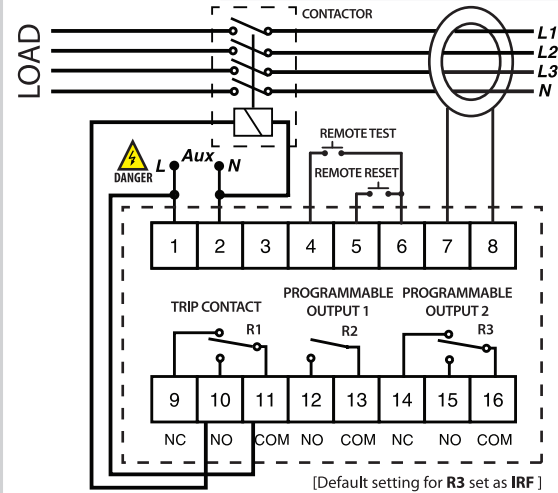 CONTACTOR
LOAD
L1
L2
L3
N
REMOTE TEST
REMOTE RESET
DANGER
L Aux N
1 2 3 4 5 6 7 8
TRIP CONTACT
R1
PROGRAMMABLE
OUTPUT 1
R2
PROGRAMMABLE
OUTPUT 2
R3
9 10 11 12 13 14 15 16
NC NO COM NO COM NC NO COM
[Default setting for R3 set as IRF ]